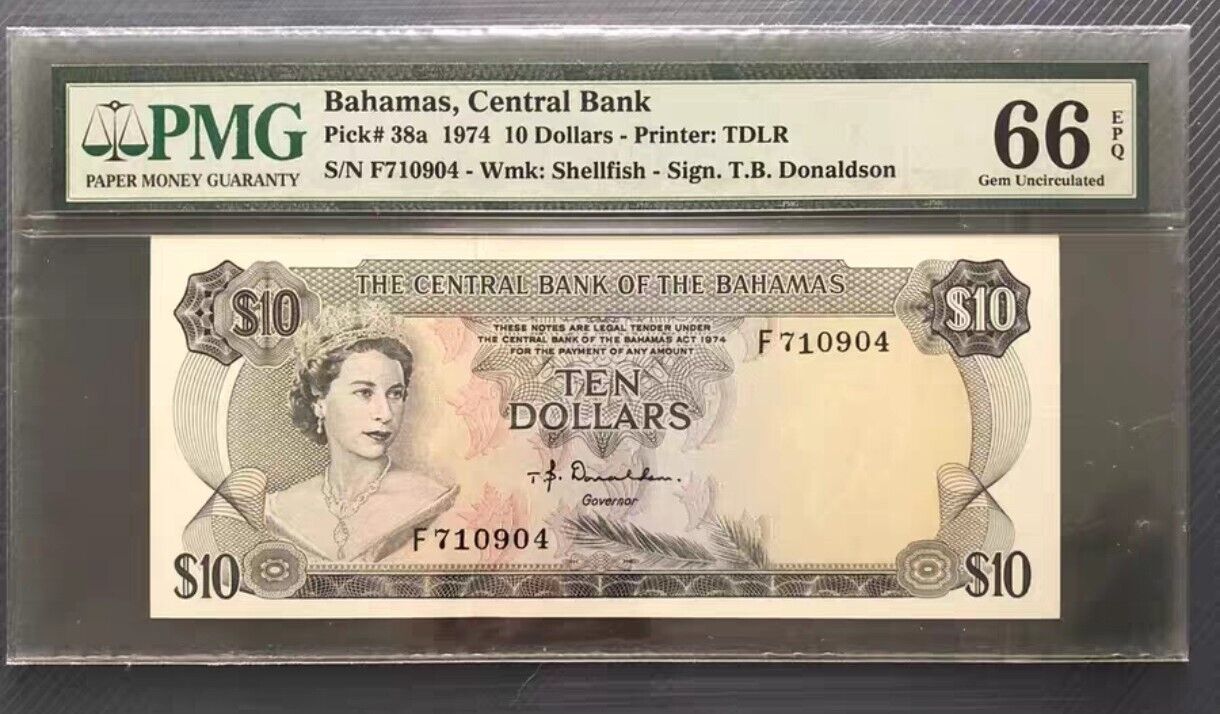 PMG
PAPER MONEY GUARANTY
Bahamas, Central Bank
Pick# 38a 1974 10 Dollars - Printer: TDLR
S/N F710904 - Wmk: Shellfish - Sign. T.B. Donaldson
66
EPQ
Gem Uncirculated
PMG
THE CENTRAL BANK OF THE BAHAMAS
$10
$10
THESE NOTES ARE LEGAL TENDER UNDER
THE CENTRAL BANK OF THE BAHAMAS ACT 1974
FOR THE PAYMENT OF ANY AMOUNT
F710904
TEN
DOLLARS
T.B. Donaldson.
Governor
F710904
$10
$10